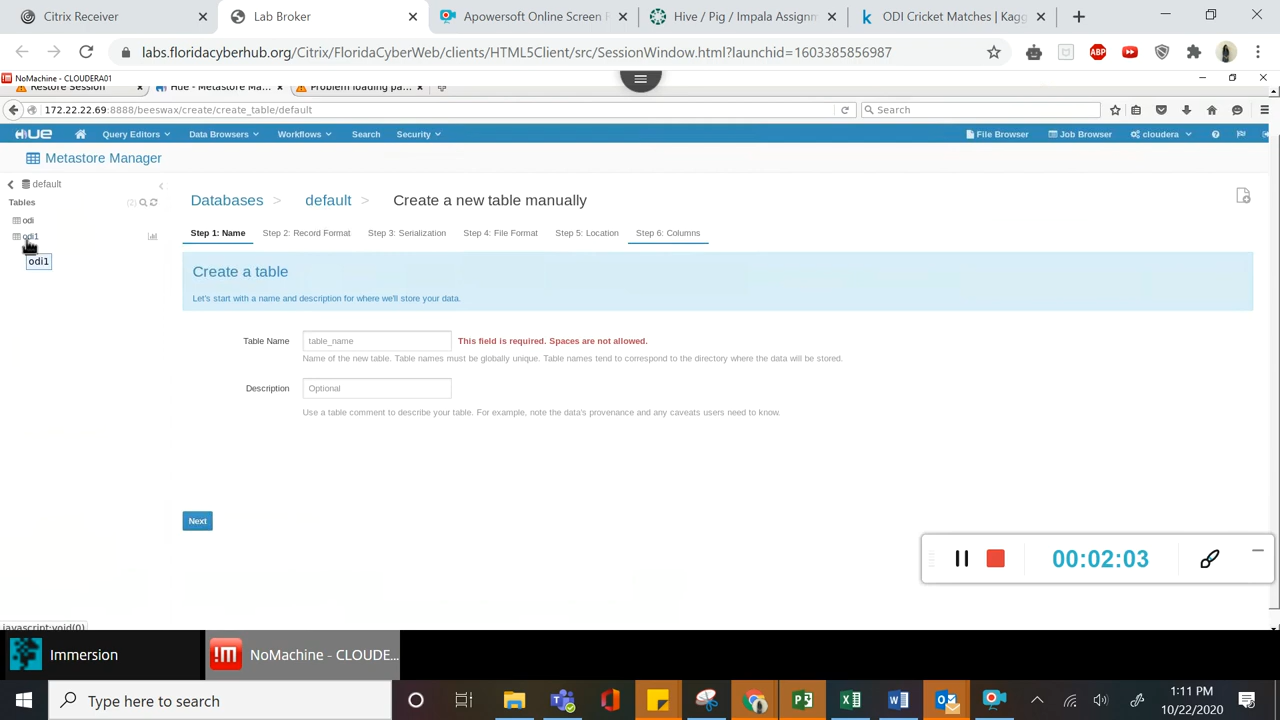 Citrix Receiver
Lab Broker
Apowersoft Online Screen R
Hive / Pig / Impala Assignm
ODI Cricket Matches | Kagg
labs.floridacyberhub.org/Citrix/FloridaCyberWeb/clients/HTML5Client/src/SessionWindow.html?launchid=1603385856987
ABP
NoMachine - CLOUDERA01
Restore Session
Hue - Metastore Ma...
Problem loading pa...
172.22.22.69:8888/beeswax/create/create_table/default
Search
HUE
Query Editors
Data Browsers
Workflows
Search
Security
File Browser
Job Browser
cloudera
Metastore Manager
default
Tables
(2)
odi
odi1
odi1
Databases > default > Create a new table manually
Step 1: Name
Step 2: Record Format
Step 3: Serialization
Step 4: File Format
Step 5: Location
Step 6: Columns
Create a table
Let's start with a name and description for where we'll store your data.
Table Name
table_name
This field is required. Spaces are not allowed.
Name of the new table. Table names must be globally unique. Table names tend to correspond to the directory where the data will be stored.
Description
Optional
Use a table comment to describe your table. For example, note the data's provenance and any caveats users need to know.
Next
00:02:03
javascript:void(0)
Immersion
!M
NoMachine - CLOUDE...
Type here to search
1:11 PM
10/22/2020